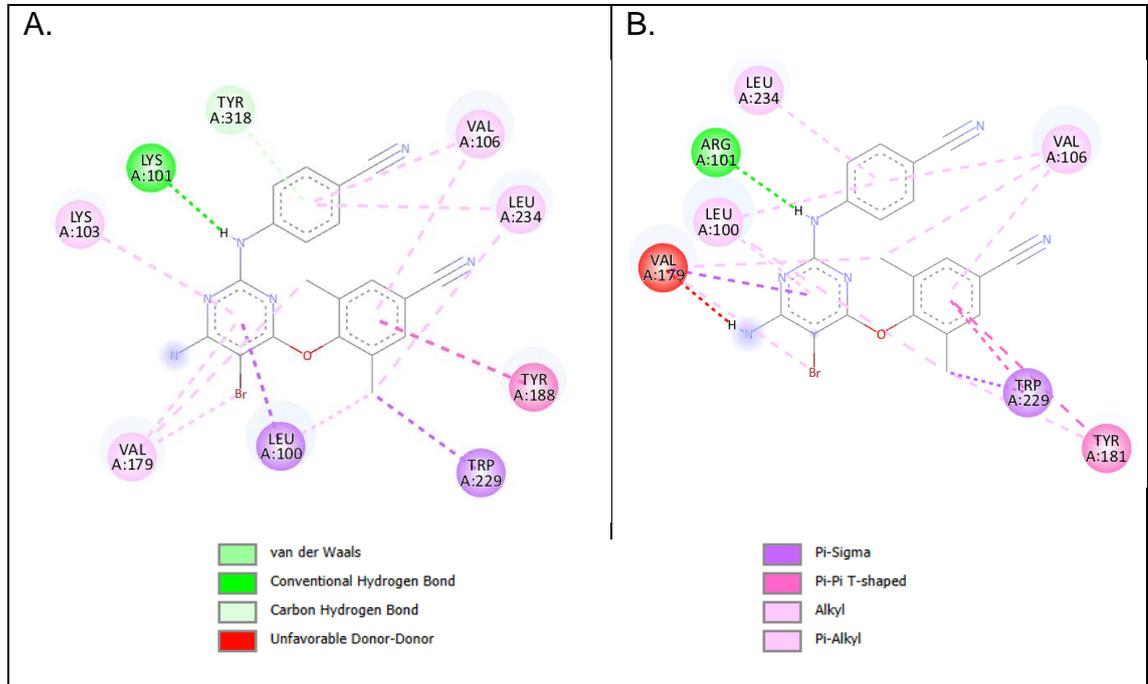 A.
TYR
A:318
LYS
A:101
VAL
A:106
N
LYS
A:103
LEU
A:234
H
N
N
N
N
N
O
Br
TYR
A:188
VAL
A:179
LEU
A:100
TRP
A:229
B.
LEU
A:234
ARG
A:101
VAL
A:106
N
LEU
A:100
H
N
VAL
A:179
N
N
N
H
N
O
Br
TRP
A:229
TYR
A:181
van der Waals
Conventional Hydrogen Bond
Carbon Hydrogen Bond
Unfavorable Donor-Donor
Pi-Sigma
Pi-Pi T-shaped
Alkyl
Pi-Alkyl